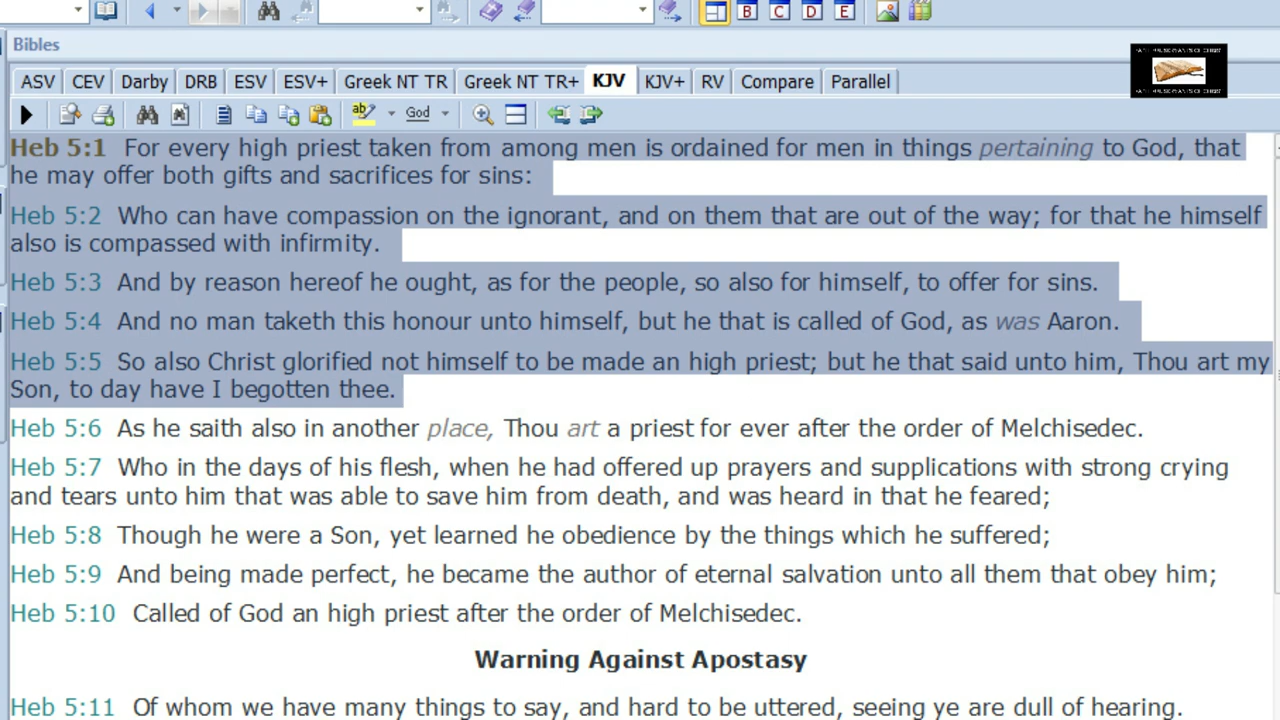 B C D E
Bibles
ASV CEV Darby DRB ESV ESV+ Greek NT TR Greek NT TR+ KJV KJV+ RV Compare Parallel
ab God
Heb 5:1 For every high priest taken from among men is ordained for men in things pertaining to God, that
he may offer both gifts and sacrifices for sins:
Heb 5:2 Who can have compassion on the ignorant, and on them that are out of the way; for that he himself
also is compassed with infirmity.
Heb 5:3 And by reason hereof he ought, as for the people, so also for himself, to offer for sins.
Heb 5:4 And no man taketh this honour unto himself, but he that is called of God, as was Aaron.
Heb 5:5 So also Christ glorified not himself to be made an high priest; but he that said unto him, Thou art my
Son, to day have I begotten thee.
Heb 5:6 As he saith also in another place, Thou art a priest for ever after the order of Melchisedec.
Heb 5:7 Who in the days of his flesh, when he had offered up prayers and supplications with strong crying
and tears unto him that was able to save him from death, and was heard in that he feared;
Heb 5:8 Though he were a Son, yet learned he obedience by the things which he suffered;
Heb 5:9 And being made perfect, he became the author of eternal salvation unto all them that obey him;
Heb 5:10 Called of God an high priest after the order of Melchisedec.
Warning Against Apostasy
Heb 5:11 Of whom we have many things to say, and hard to be uttered, seeing ye are dull of hearing.